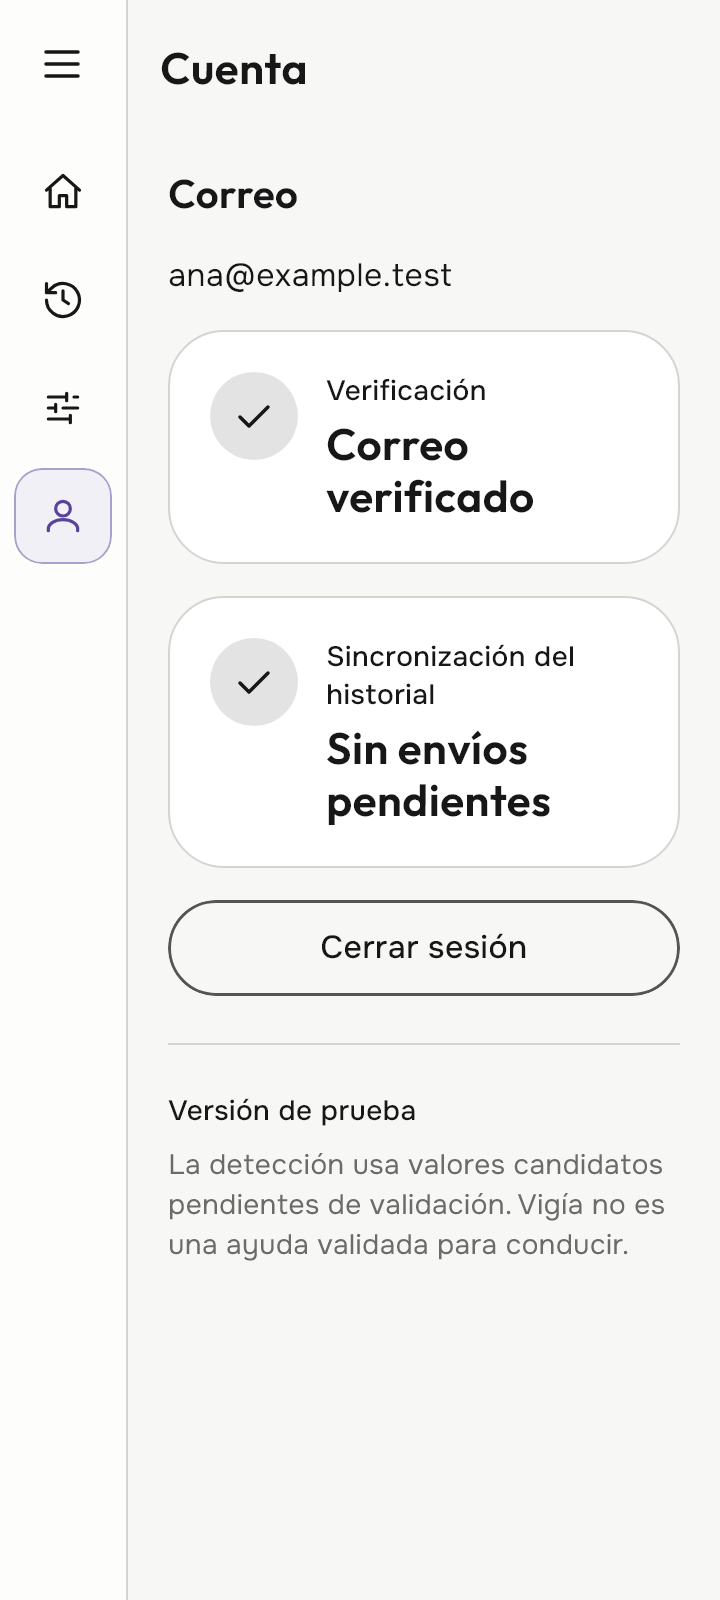 Cuenta
Correo
ana@example.test
Verificación
Correo
verificado
Sincronización del
historial
Sin envíos
pendientes
Cerrar sesión
Versión de prueba
La detección usa valores candidatos
pendientes de validación. Vigía no es
una ayuda validada para conducir.